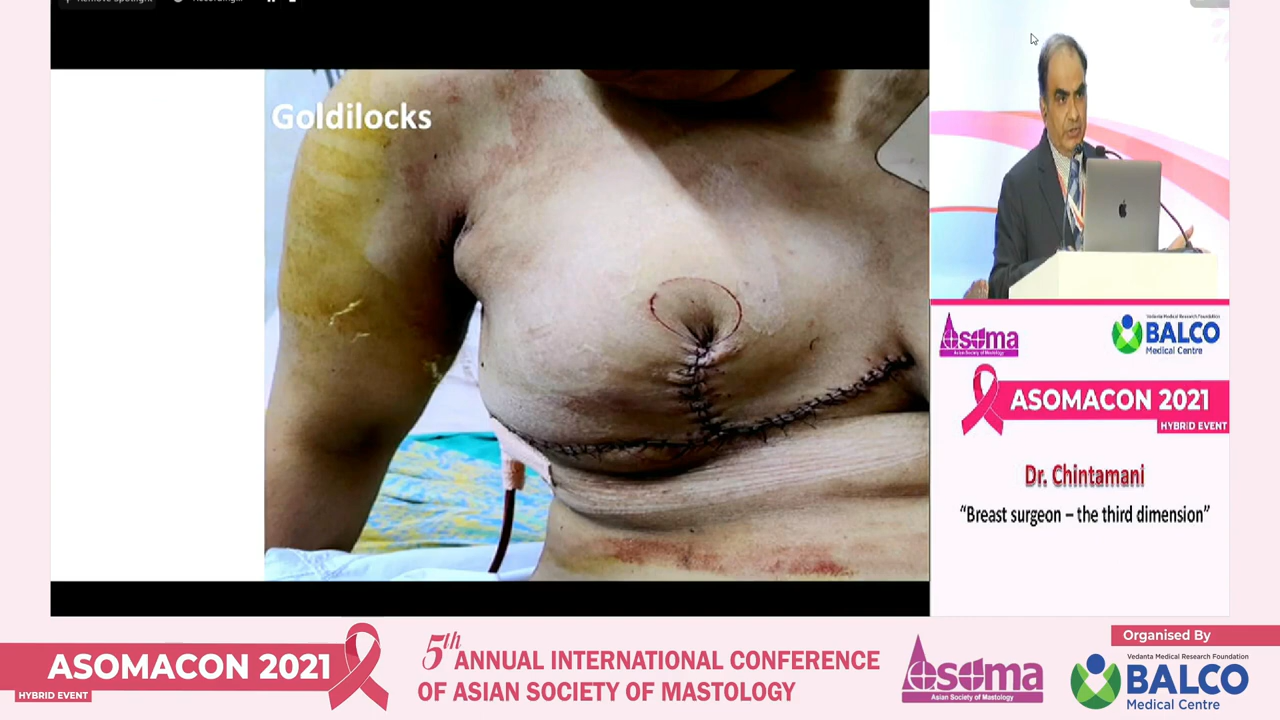 Goldilocks
Asoma
Asian Society of Mastology
Vedanta Medical Research Foundation
BALCO
Medical Centre
ASOMACON 2021
HYBRID EVENT
Dr. Chintamani
“Breast surgeon – the third dimension”
ASOMACON 2021
HYBRID EVENT
5th ANNUAL INTERNATIONAL CONFERENCE
OF ASIAN SOCIETY OF MASTOLOGY
Asoma
Asian Society of Mastology
Organised By
Vedanta Medical Research Foundation
BALCO
Medical Centre